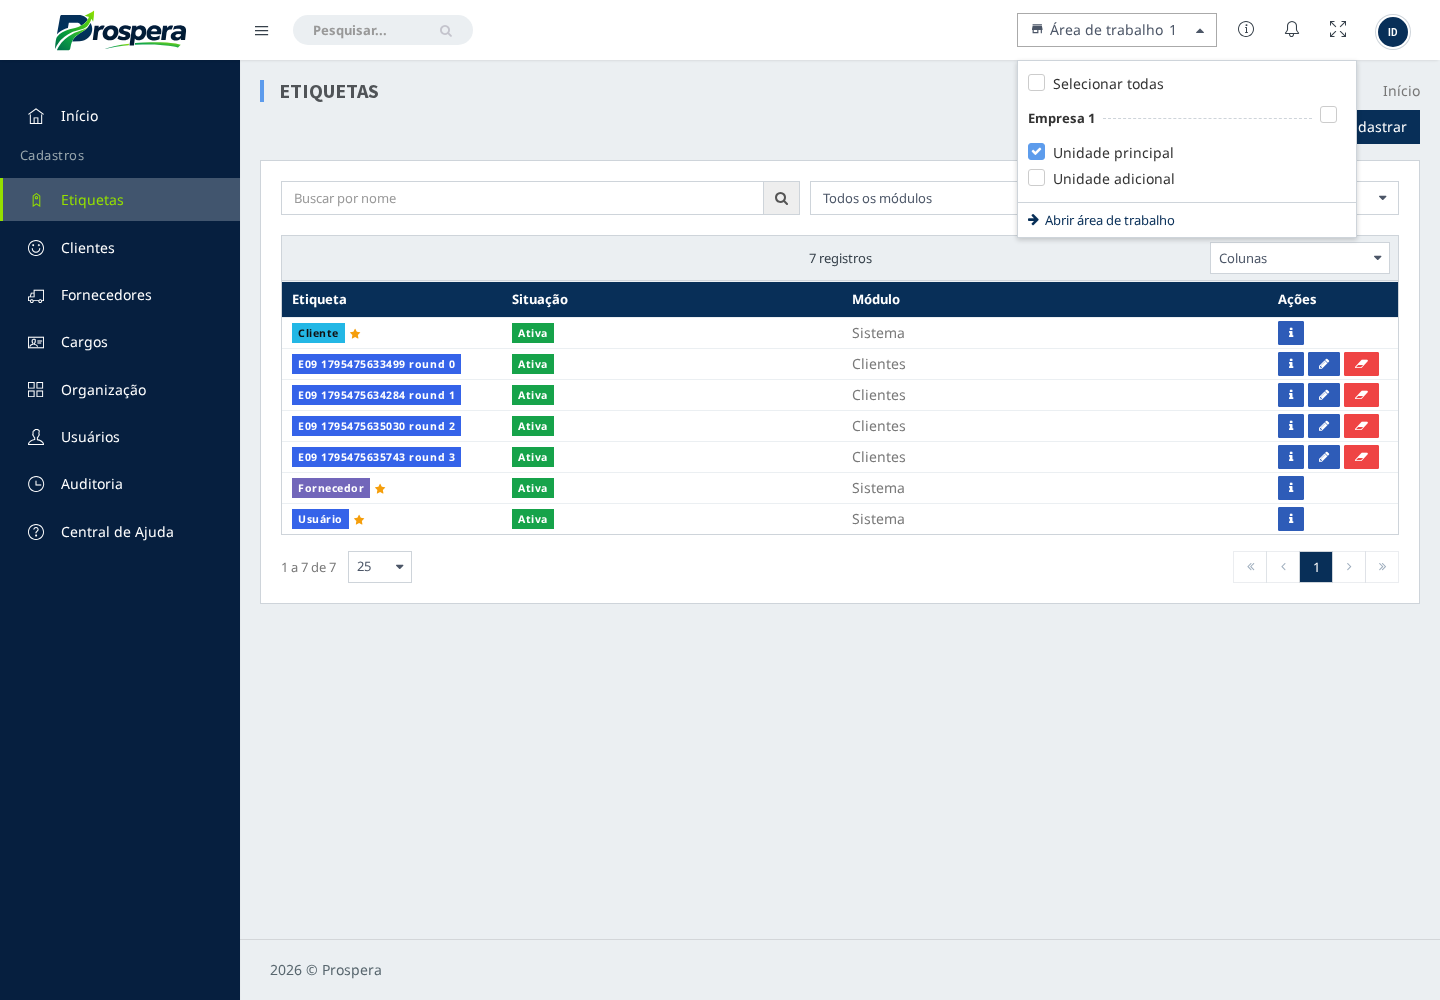 Prospera
Pesquisar...
Área de trabalho 1
ID
Início
Cadastros
Etiquetas
Clientes
Fornecedores
Cargos
Organização
Usuários
Auditoria
Central de Ajuda
ETIQUETAS
Início
dastrar
Selecionar todas
Empresa 1
Unidade principal
Unidade adicional
Abrir área de trabalho
Buscar por nome
Todos os módulos
7 registros
Colunas
Etiqueta Situação Módulo Ações
Cliente Ativa Sistema
E09 1795475633499 round 0 Ativa Clientes
E09 1795475634284 round 1 Ativa Clientes
E09 1795475635030 round 2 Ativa Clientes
E09 1795475635743 round 3 Ativa Clientes
Fornecedor Ativa Sistema
Usuário Ativa Sistema
1 a 7 de 7 25 « ‹ 1 › »
2026 © Prospera